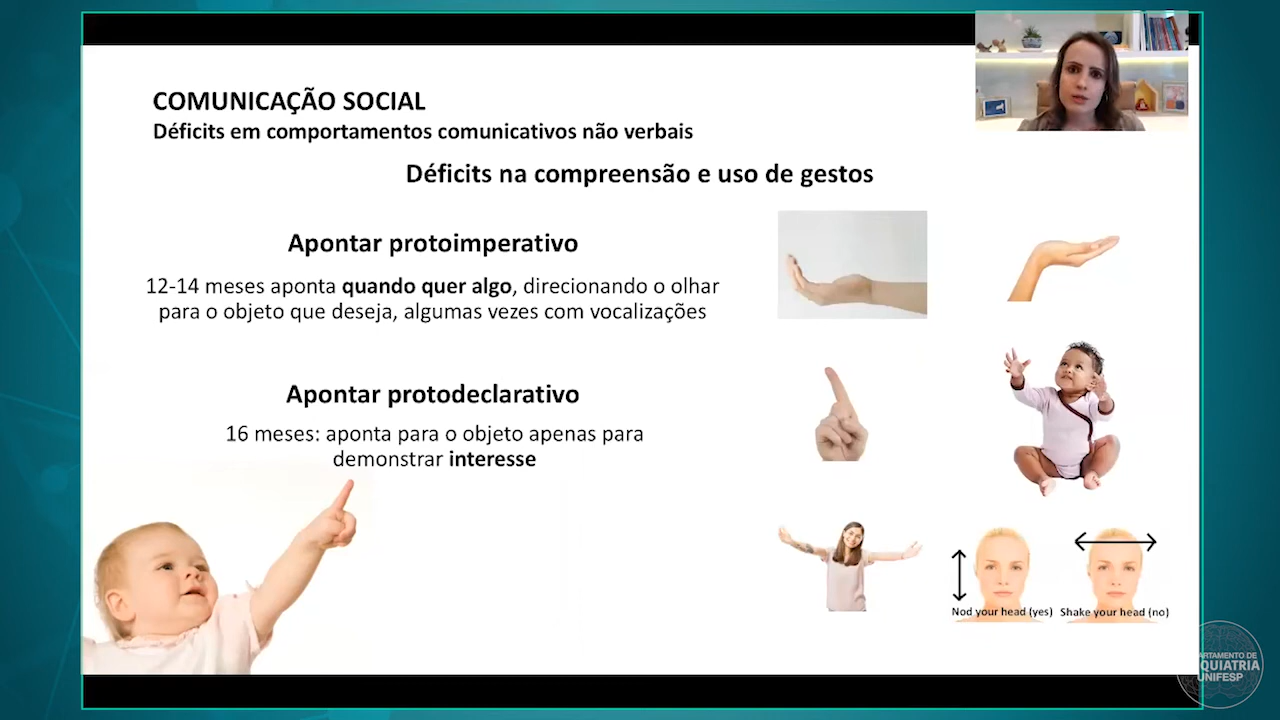 COMUNICAÇÃO SOCIAL
Déficits em comportamentos comunicativos não verbais
Déficits na compreensão e uso de gestos
Apontar protoimperativo
12-14 meses aponta quando quer algo, direcionando o olhar
para o objeto que deseja, algumas vezes com vocalizações
Apontar protodeclarativo
16 meses: aponta para o objeto apenas para
demonstrar interesse
Nod your head (yes) Shake your head (no)
ARTAMENTO DE
QUIATRIA
UNIFESP